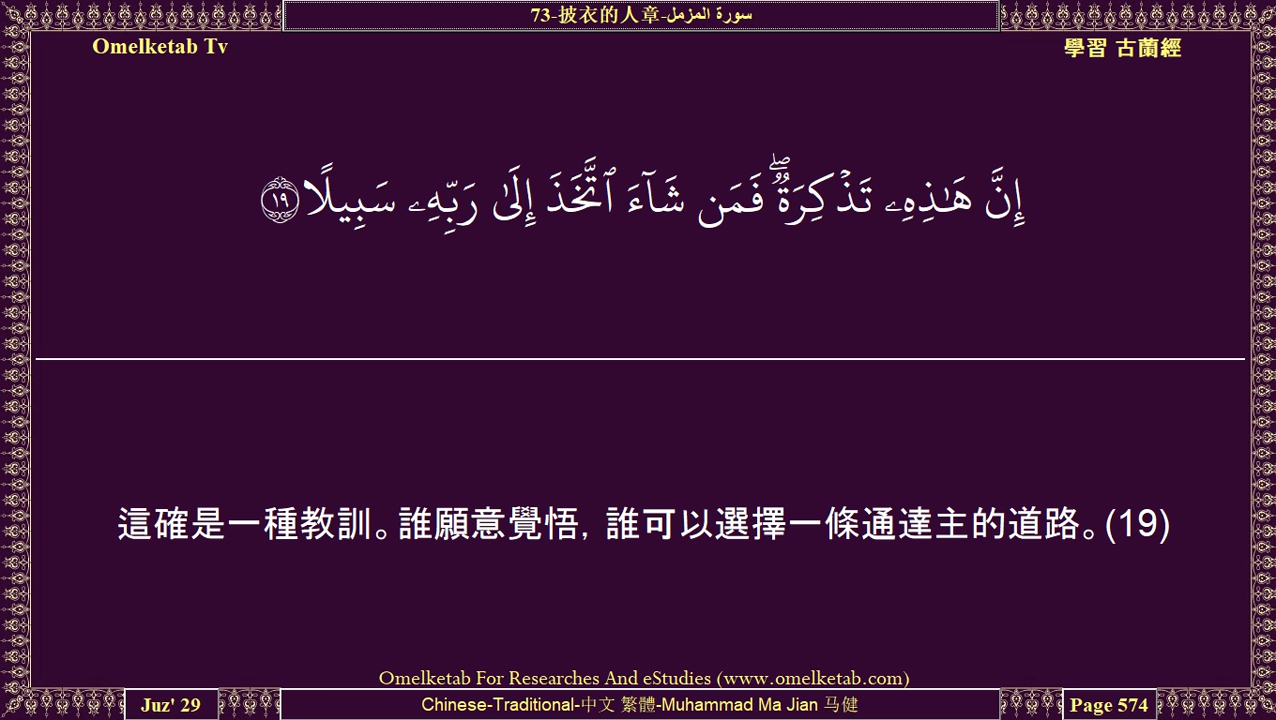 73-披衣的人章-سورة المزمل
Omelketab Tv
學習 古蘭經
إِنَّ هَـٰذِهِۦ تَذْكِرَةٌۭ ۖ فَمَن شَآءَ ٱتَّخَذَ إِلَىٰ رَبِّهِۦ سَبِيلًا ١٩
這確是一種教訓。誰願意覺悟，誰可以選擇一條通達主的道路。(19)
Omelketab For Researches And eStudies (www.omelketab.com)
Juz' 29
Chinese-Traditional-中文 繁體-Muhammad Ma Jian 马健
Page 574